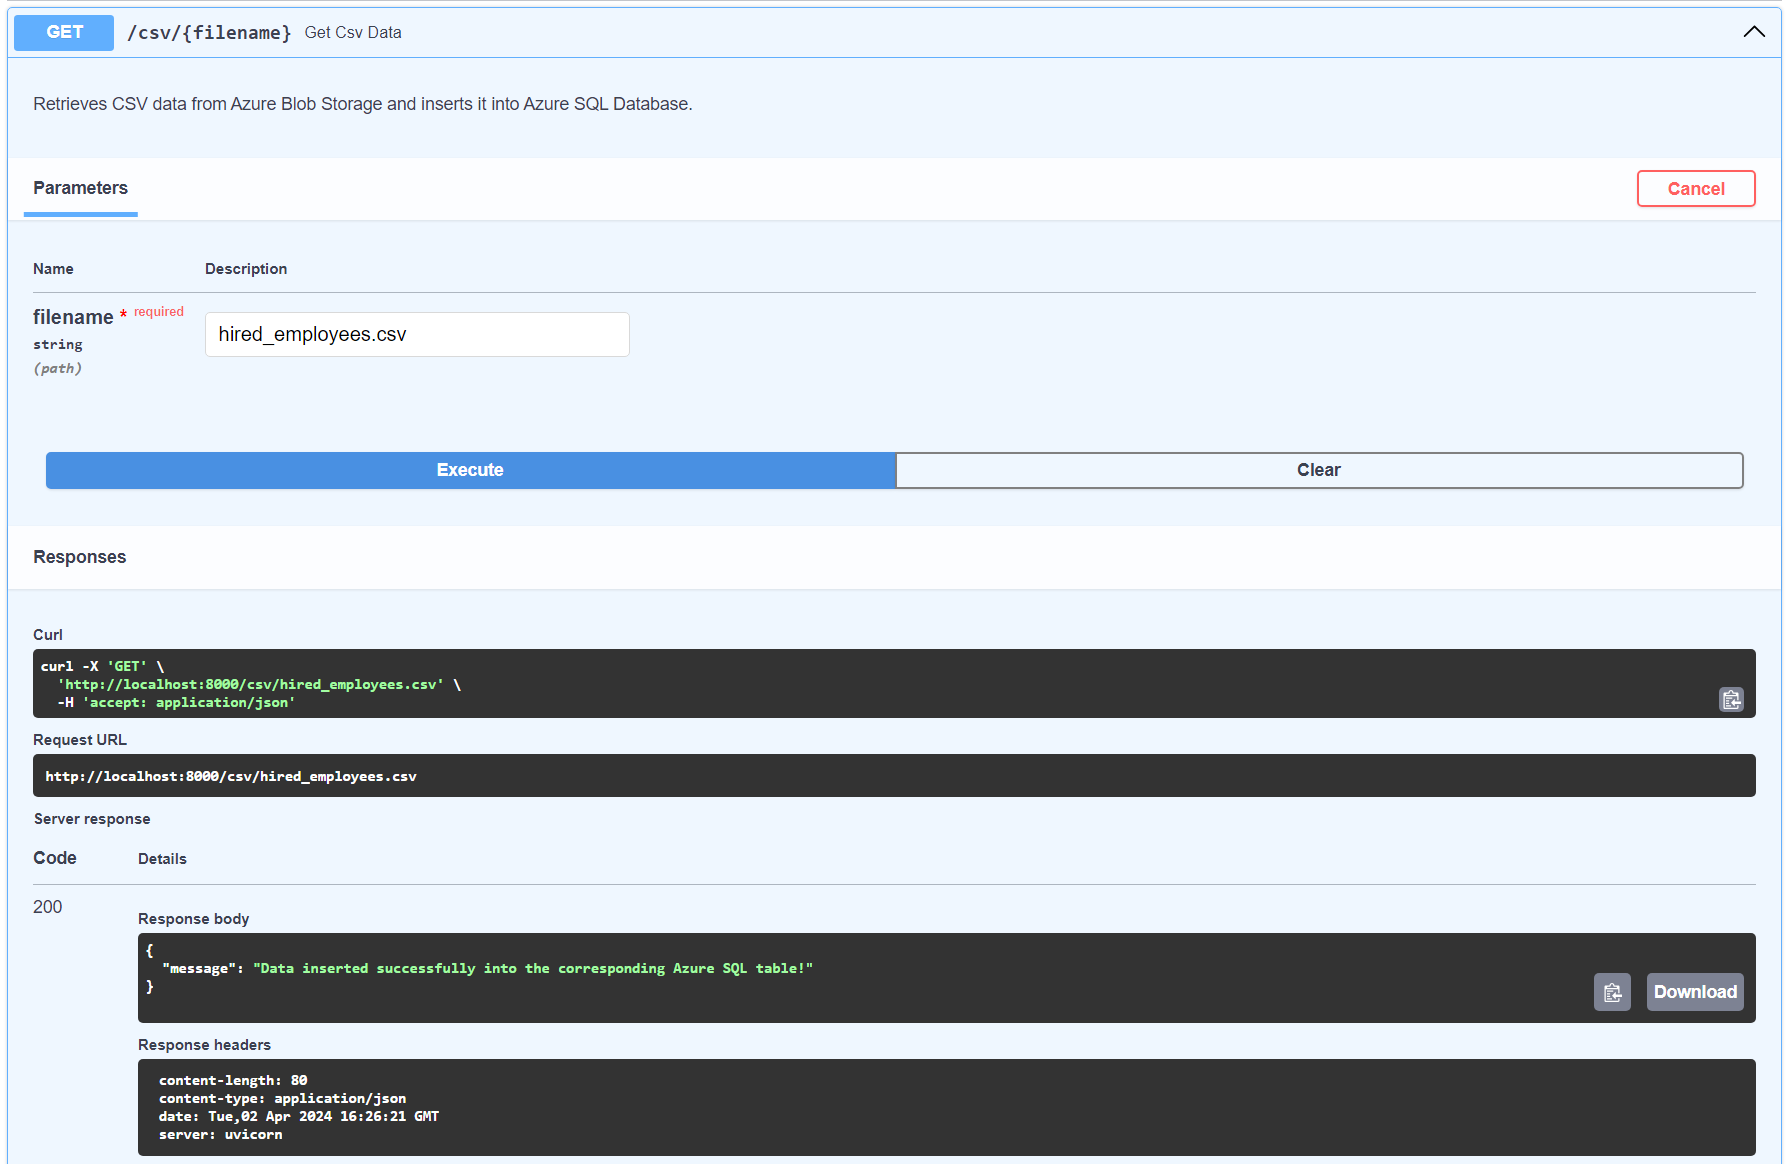 GET /csv/{filename} Get Csv Data
Retrieves CSV data from Azure Blob Storage and inserts it into Azure SQL Database.
Parameters
Cancel
Name Description
filename * required
string
(path)
hired_employees.csv
Execute Clear
Responses
Curl
curl -X 'GET' \
  'http://localhost:8000/csv/hired_employees.csv' \
  -H 'accept: application/json'
Request URL
http://localhost:8000/csv/hired_employees.csv
Server response
Code Details
200
Response body
{
  "message": "Data inserted successfully into the corresponding Azure SQL table!"
}
Download
Response headers
content-length: 80
content-type: application/json
date: Tue,02 Apr 2024 16:26:21 GMT
server: uvicorn